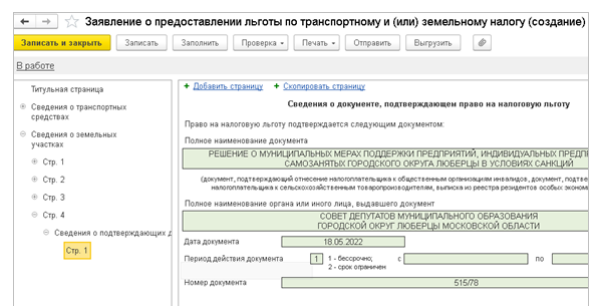 Заявление о предоставлении льготы по транспортному и (или) земельному налогу (создание)
Записать и закрыть Записать Заполнить Проверка Печать Отправить Выгрузить
В работе
Титульная страница
Сведения о транспортных
средствах
Сведения о земельных
участках
Стр. 1
Стр. 2
Стр. 3
Стр. 4
Сведения о подтверждающих д
Стр. 1
Добавить страницу Скопировать страницу
Сведения о документе, подтверждающем право на налоговую льготу
Право на налоговую льготу подтверждается следующим документом:
Полное наименование документа
РЕШЕНИЕ О МУНИЦИПАЛЬНЫХ МЕРАХ ПОДДЕРЖКИ ПРЕДПРИЯТИЙ, ИНДИВИДУАЛЬНЫХ ПРЕДПІ
САМОЗАНЯТЫХ ГОРОДСКОГО ОКРУГА ЛЮБЕРЦЫ В УСЛОВИЯХ САНКЦИЙ
(документ, подтверждающий отнесение налогоплательщика к общественным организациям инвалидов, документ, подтве
налогоплательщика к сельскохозяйственным товаропроизводителям, выписка из реестра резидентов особых эконом
Полное наименование органа или иного лица, выдавшего документ
СОВЕТ ДЕПУТАТОВ МУНИЦИПАЛЬНОГО ОБРАЗОВАНИЯ
ГОРОДСКОЙ ОКРУГ ЛЮБЕРЦЫ МОСКОВСКОЙ ОБЛАСТИ
Дата документа 18.05.2022
Период действия документа 1 1 - бессрочно; с по
2 - срок ограничен
Номер документа 515/78